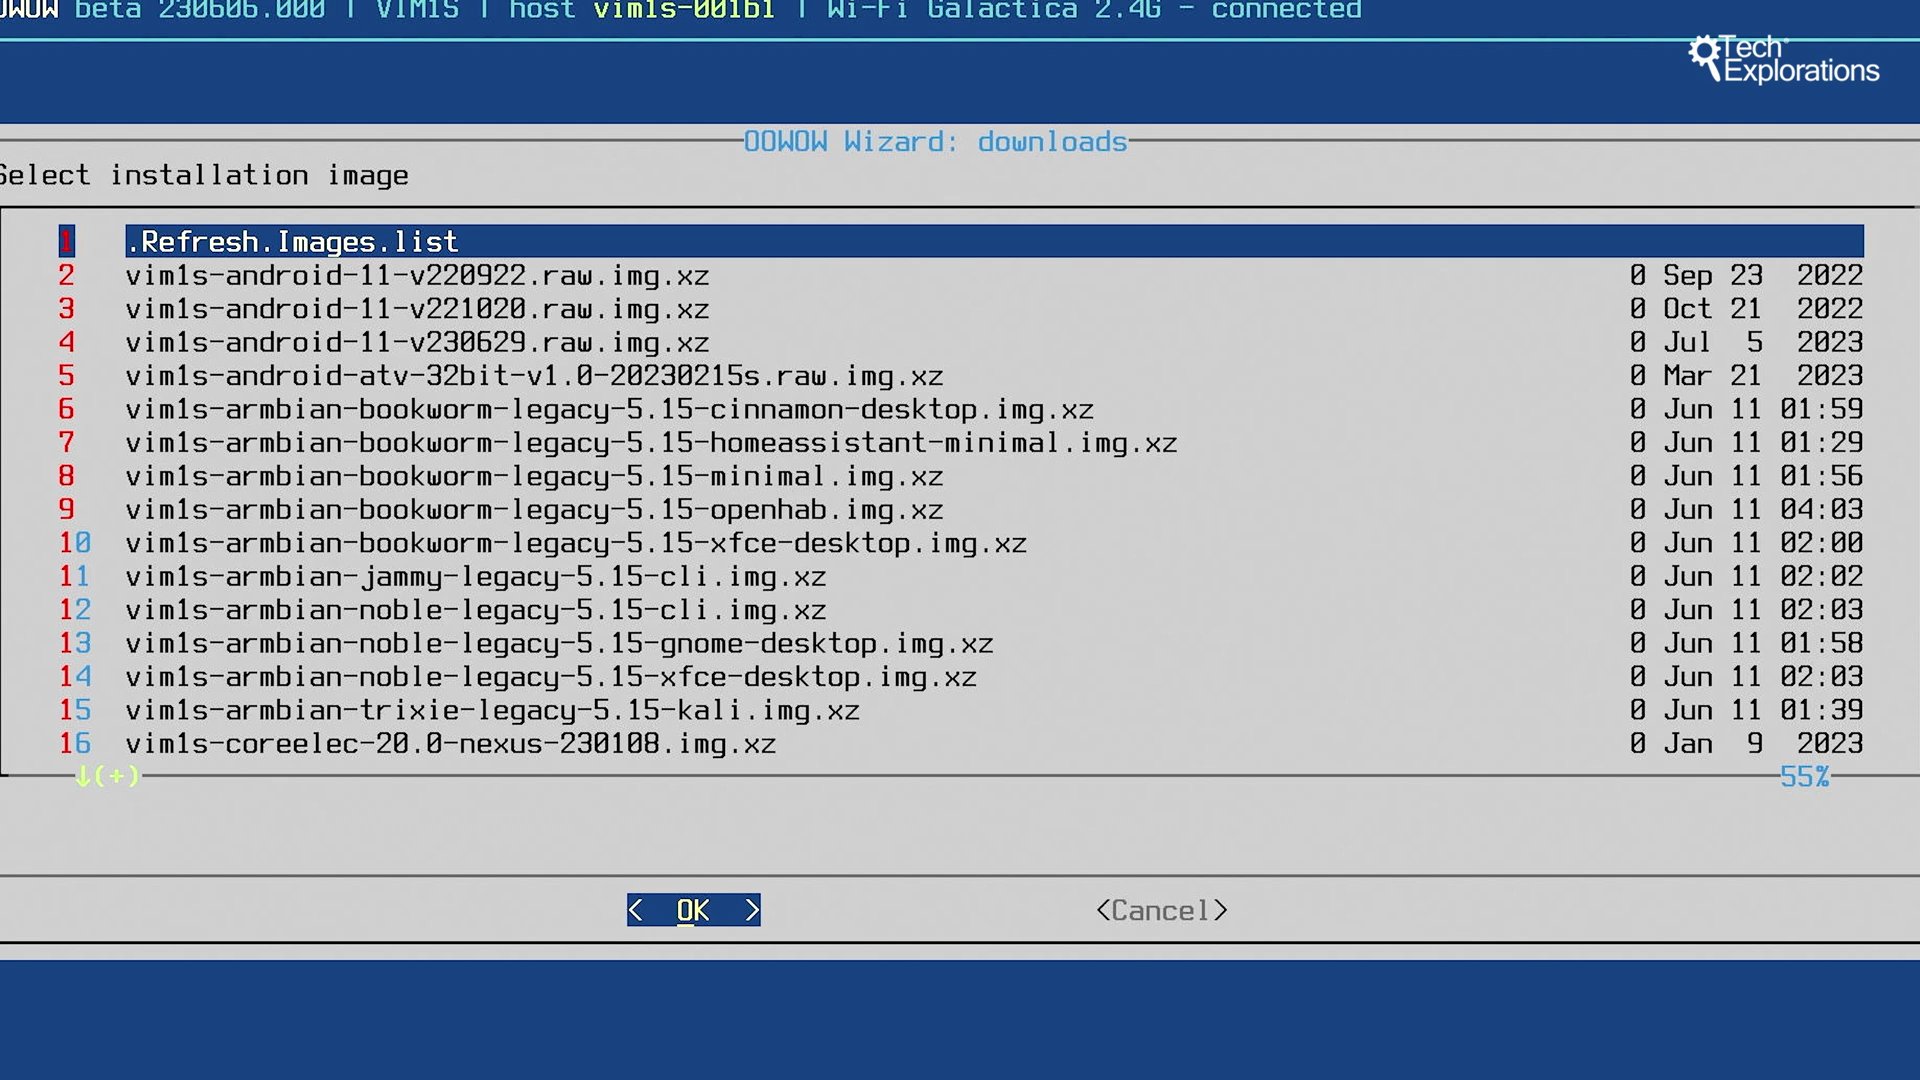 OWOW beta 230606.000 | VIM1S | host vim1s-001b1 | Wi-Fi Galactica 2.4G - connected
Tech Explorations
OOWOW Wizard: downloads
Select installation image
1 .Refresh.Images.list
2 vim1s-android-11-v220922.raw.img.xz 0 Sep 23 2022
3 vim1s-android-11-v221020.raw.img.xz 0 Oct 21 2022
4 vim1s-android-11-v230629.raw.img.xz 0 Jul 5 2023
5 vim1s-android-atv-32bit-v1.0-20230215s.raw.img.xz 0 Mar 21 2023
6 vim1s-armbian-bookworm-legacy-5.15-cinnamon-desktop.img.xz 0 Jun 11 01:59
7 vim1s-armbian-bookworm-legacy-5.15-homeassistant-minimal.img.xz 0 Jun 11 01:29
8 vim1s-armbian-bookworm-legacy-5.15-minimal.img.xz 0 Jun 11 01:56
9 vim1s-armbian-bookworm-legacy-5.15-openhab.img.xz 0 Jun 11 04:03
10 vim1s-armbian-bookworm-legacy-5.15-xfce-desktop.img.xz 0 Jun 11 02:00
11 vim1s-armbian-jammy-legacy-5.15-cli.img.xz 0 Jun 11 02:02
12 vim1s-armbian-noble-legacy-5.15-cli.img.xz 0 Jun 11 02:03
13 vim1s-armbian-noble-legacy-5.15-gnome-desktop.img.xz 0 Jun 11 01:58
14 vim1s-armbian-noble-legacy-5.15-xfce-desktop.img.xz 0 Jun 11 02:03
15 vim1s-armbian-trixie-legacy-5.15-kali.img.xz 0 Jun 11 01:39
16 vim1s-coreelec-20.0-nexus-230108.img.xz 0 Jan 9 2023
↓(+) 55%
< OK > <Cancel>